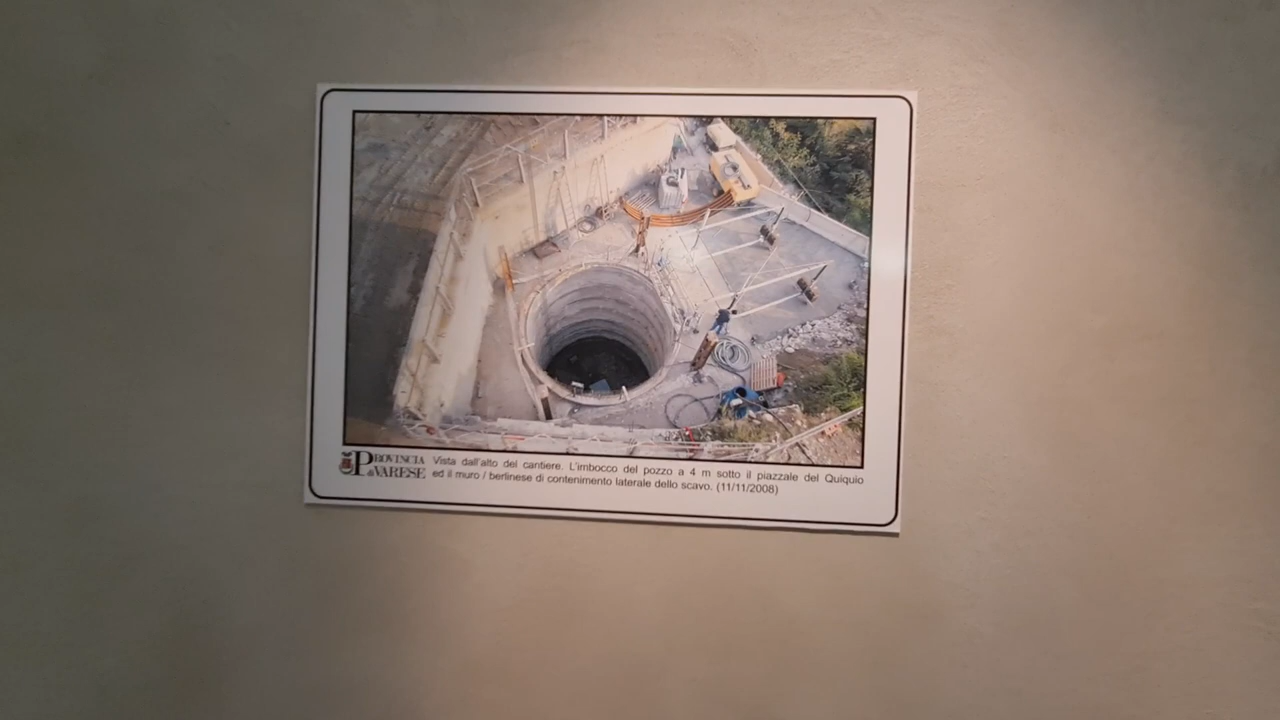 PROVINCIA
di VARESE
Vista dall'alto del cantiere. L'imbocco del pozzo a 4 m sotto il piazzale del Quiquio
ed il muro / berlinese di contenimento laterale dello scavo. (11/11/2008)